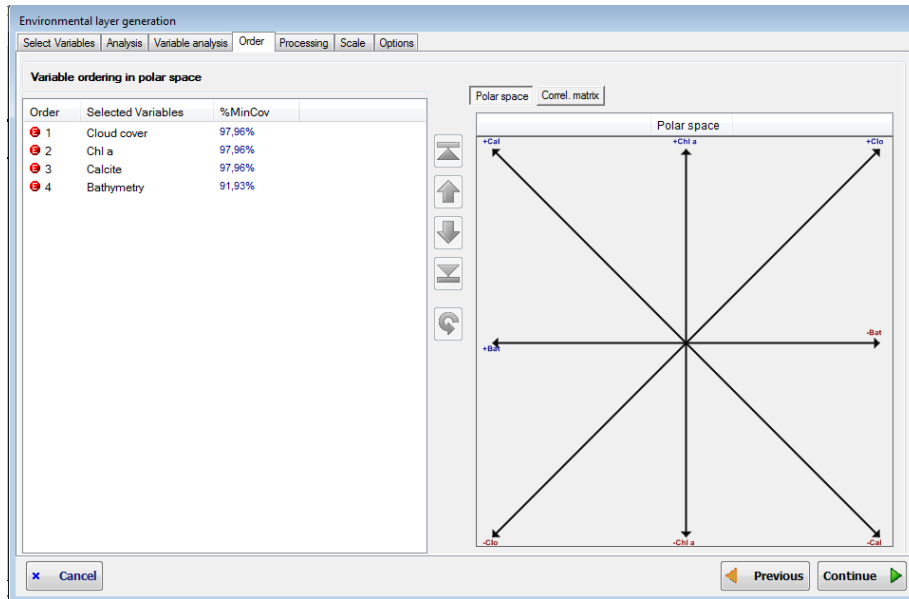 Environmental layer generation
Select Variables Analysis Variable analysis Order Processing Scale Options
Variable ordering in polar space
Order Selected Variables %MinCov
E 1 Cloud cover 97,96%
E 2 Chl a 97,96%
E 3 Calcite 97,96%
E 4 Bathymetry 91,93%
Polar space Correl. matrix
Polar space
+Cal +Chl a +Clo
-Bat
+Bat
-Clo -Chl a -Cal
× Cancel
Previous Continue